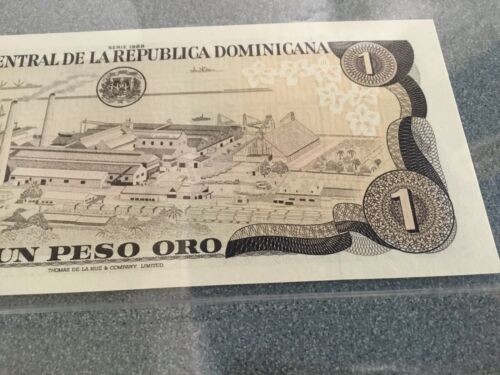 SERIE 1988
CENTRAL DE LA REPUBLICA DOMINICANA
1
1
UN PESO ORO
THOMAS DE LA RUE & COMPANY, LIMITED.